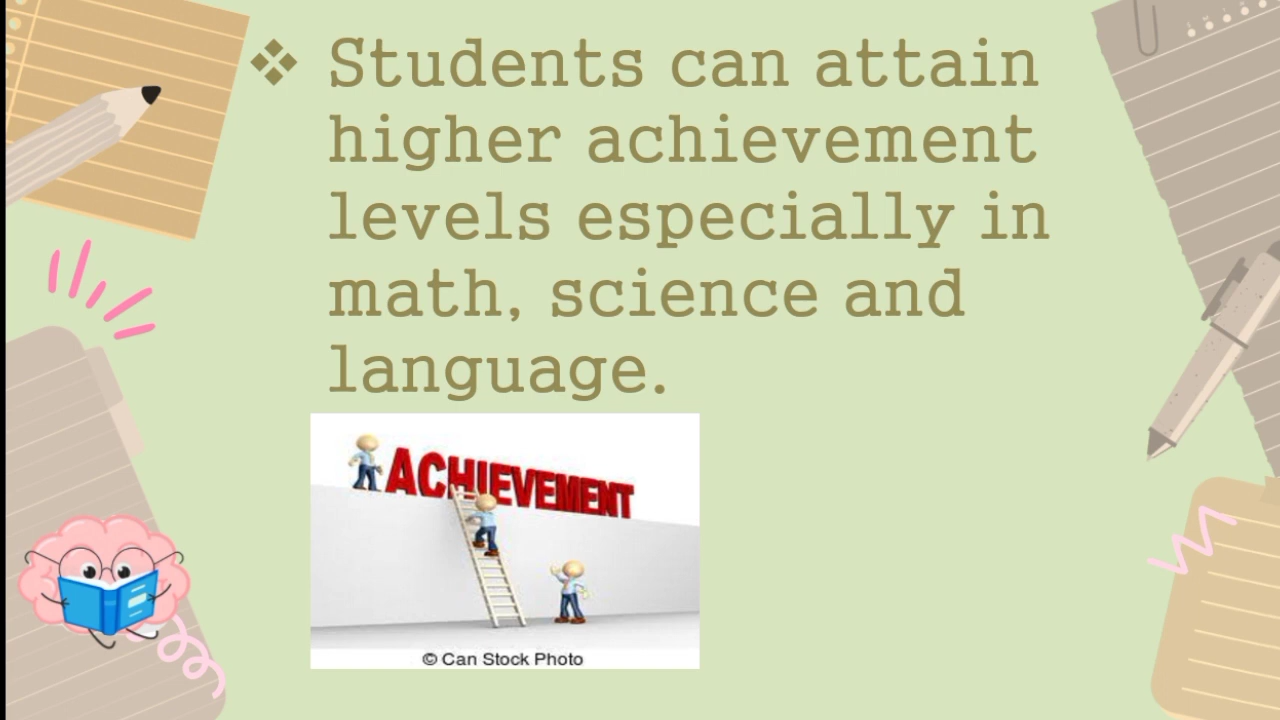 ❖ Students can attain
higher achievement
levels especially in
math, science and
language.
ACHIEVEMENT
© Can Stock Photo